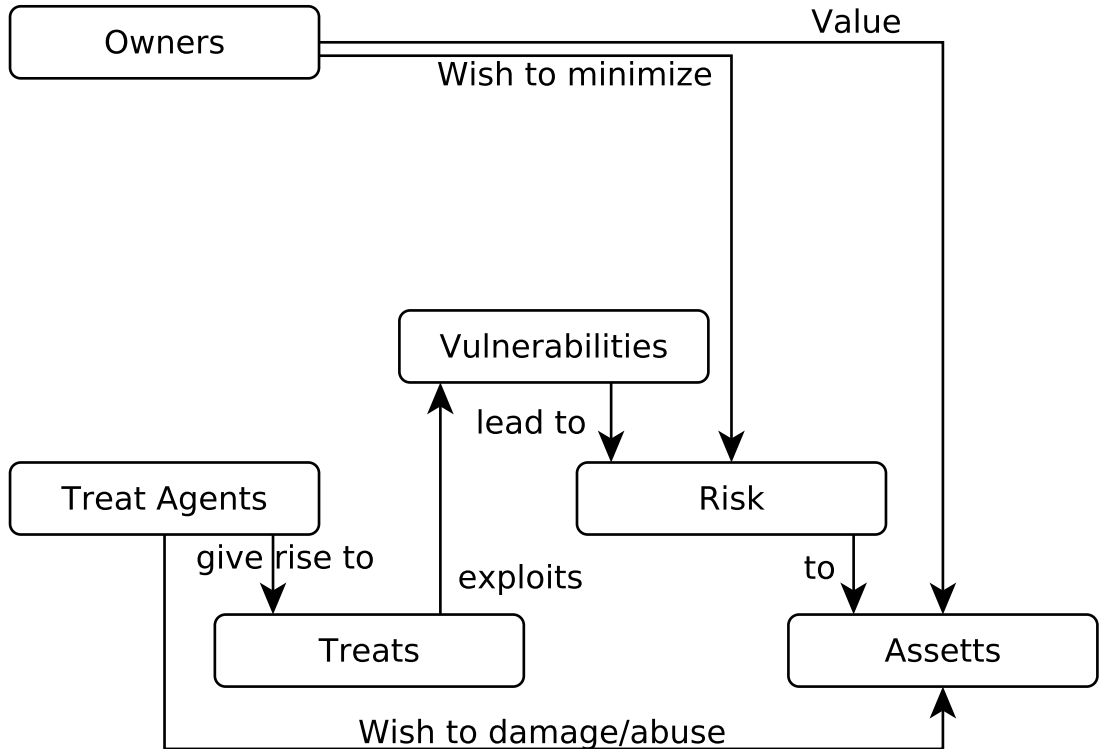 Owners
Value
Wish to minimize
Vulnerabilities
lead to
Treat Agents
Risk
give rise to
exploits
to
Treats
Assetts
Wish to damage/abuse